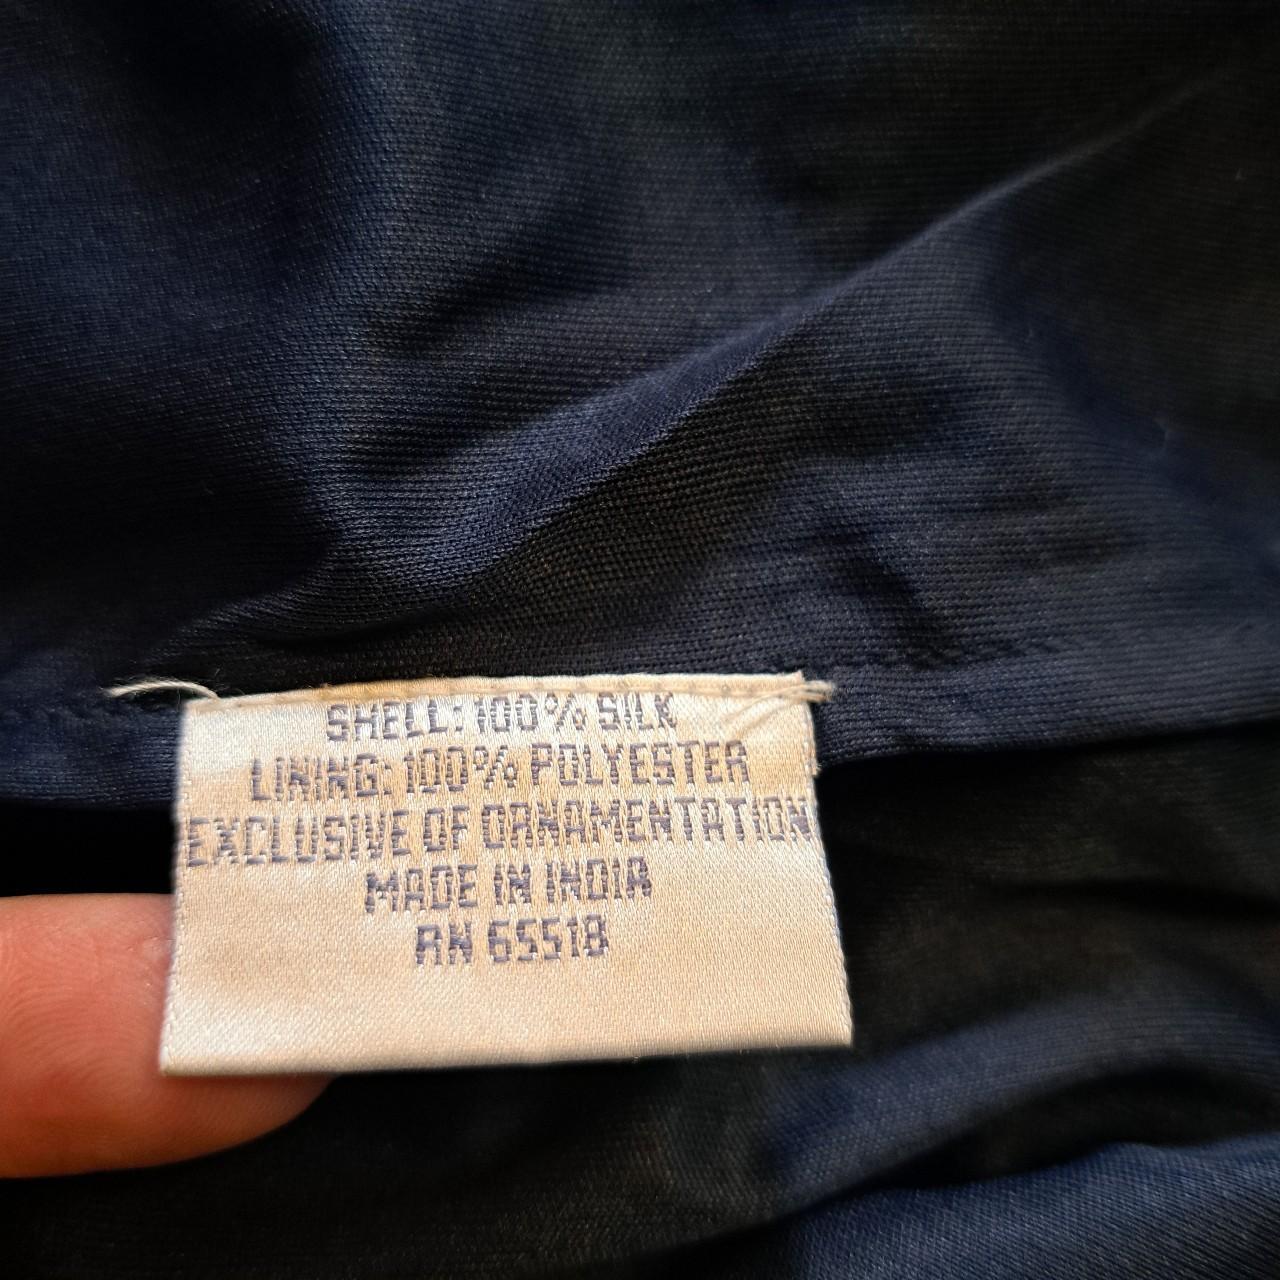 SHELL: 100% SILK
LINING: 100% POLYESTER
EXCLUSIVE OF ORNAMENTATION
MADE IN INDIA
RN 65518